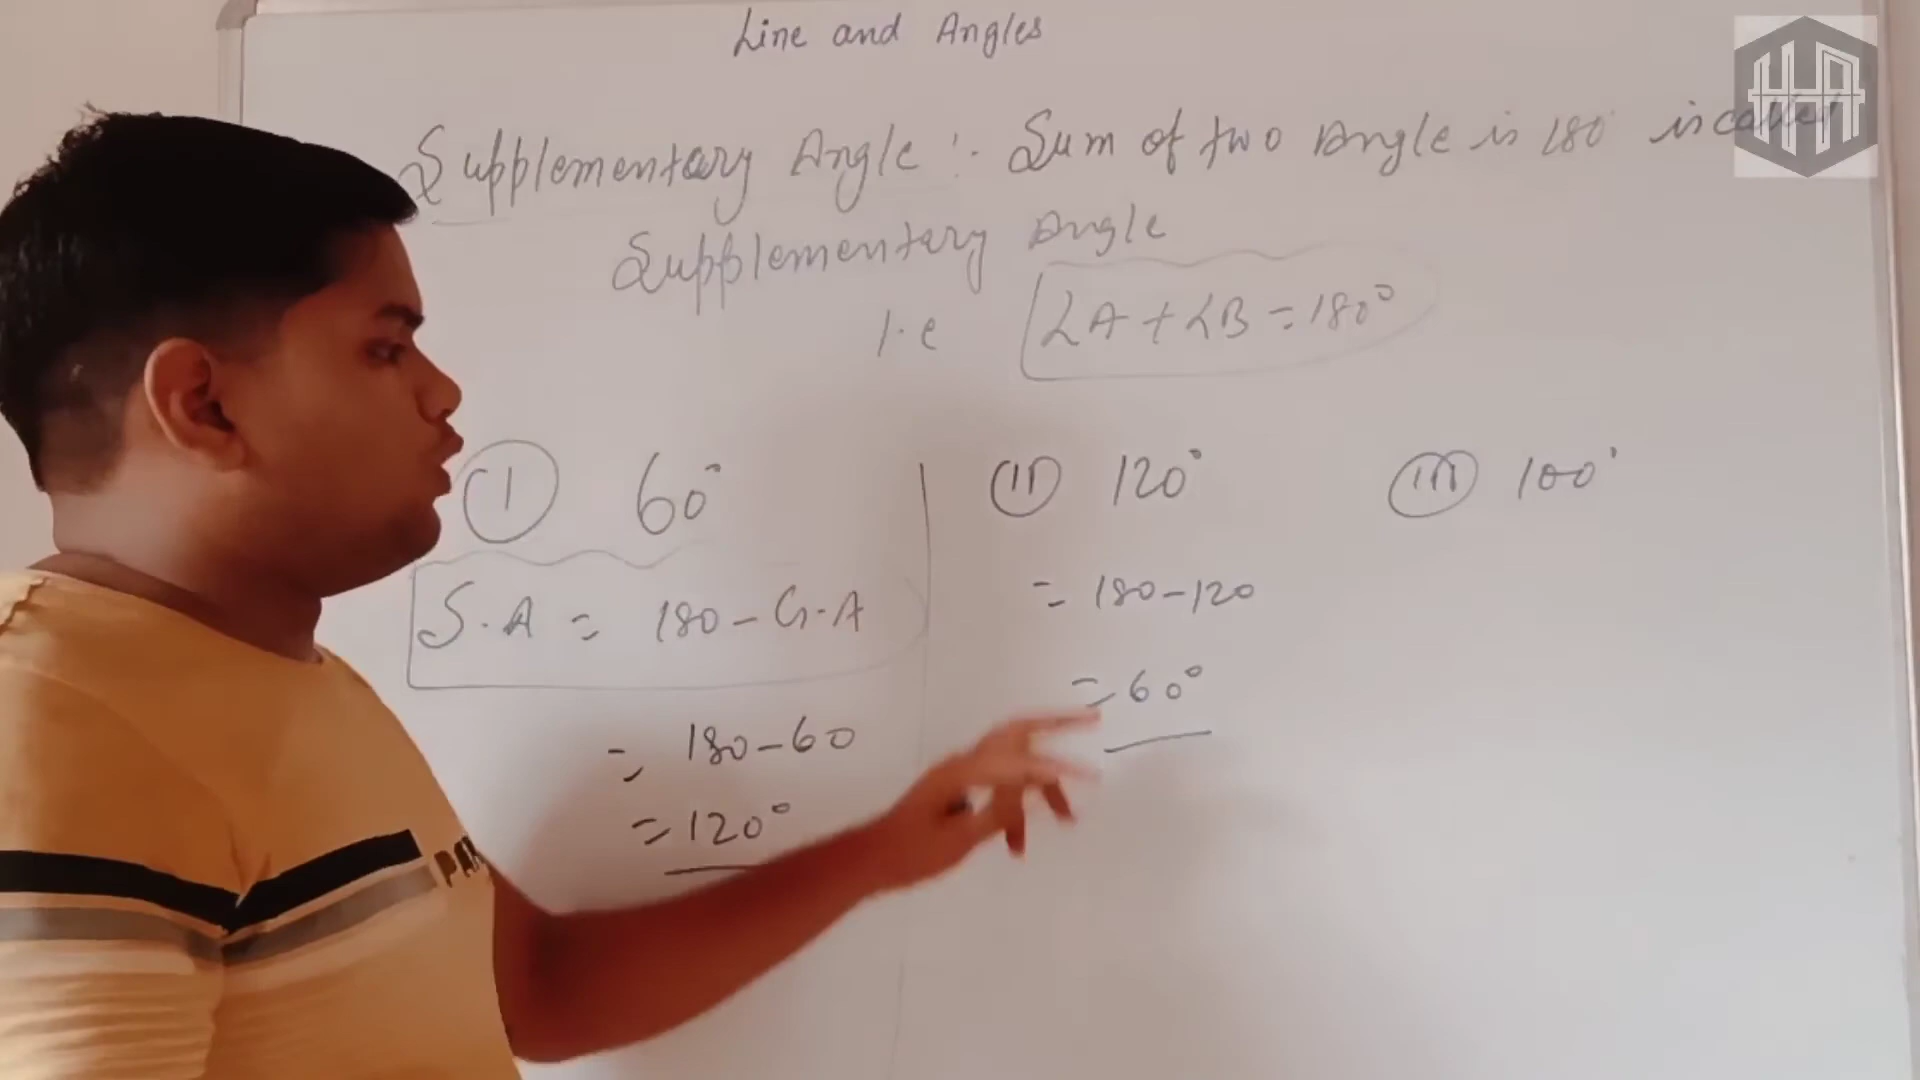 Line and Angles
Supplementary Angle :- Sum of two Angle is 180° is called
Supplementary Angle
i.e ∠A + ∠B = 180°
I 60°
S.A = 180 - G.A
= 180 - 60
= 120°
II 120°
= 180 - 120
= 60°
III 100°